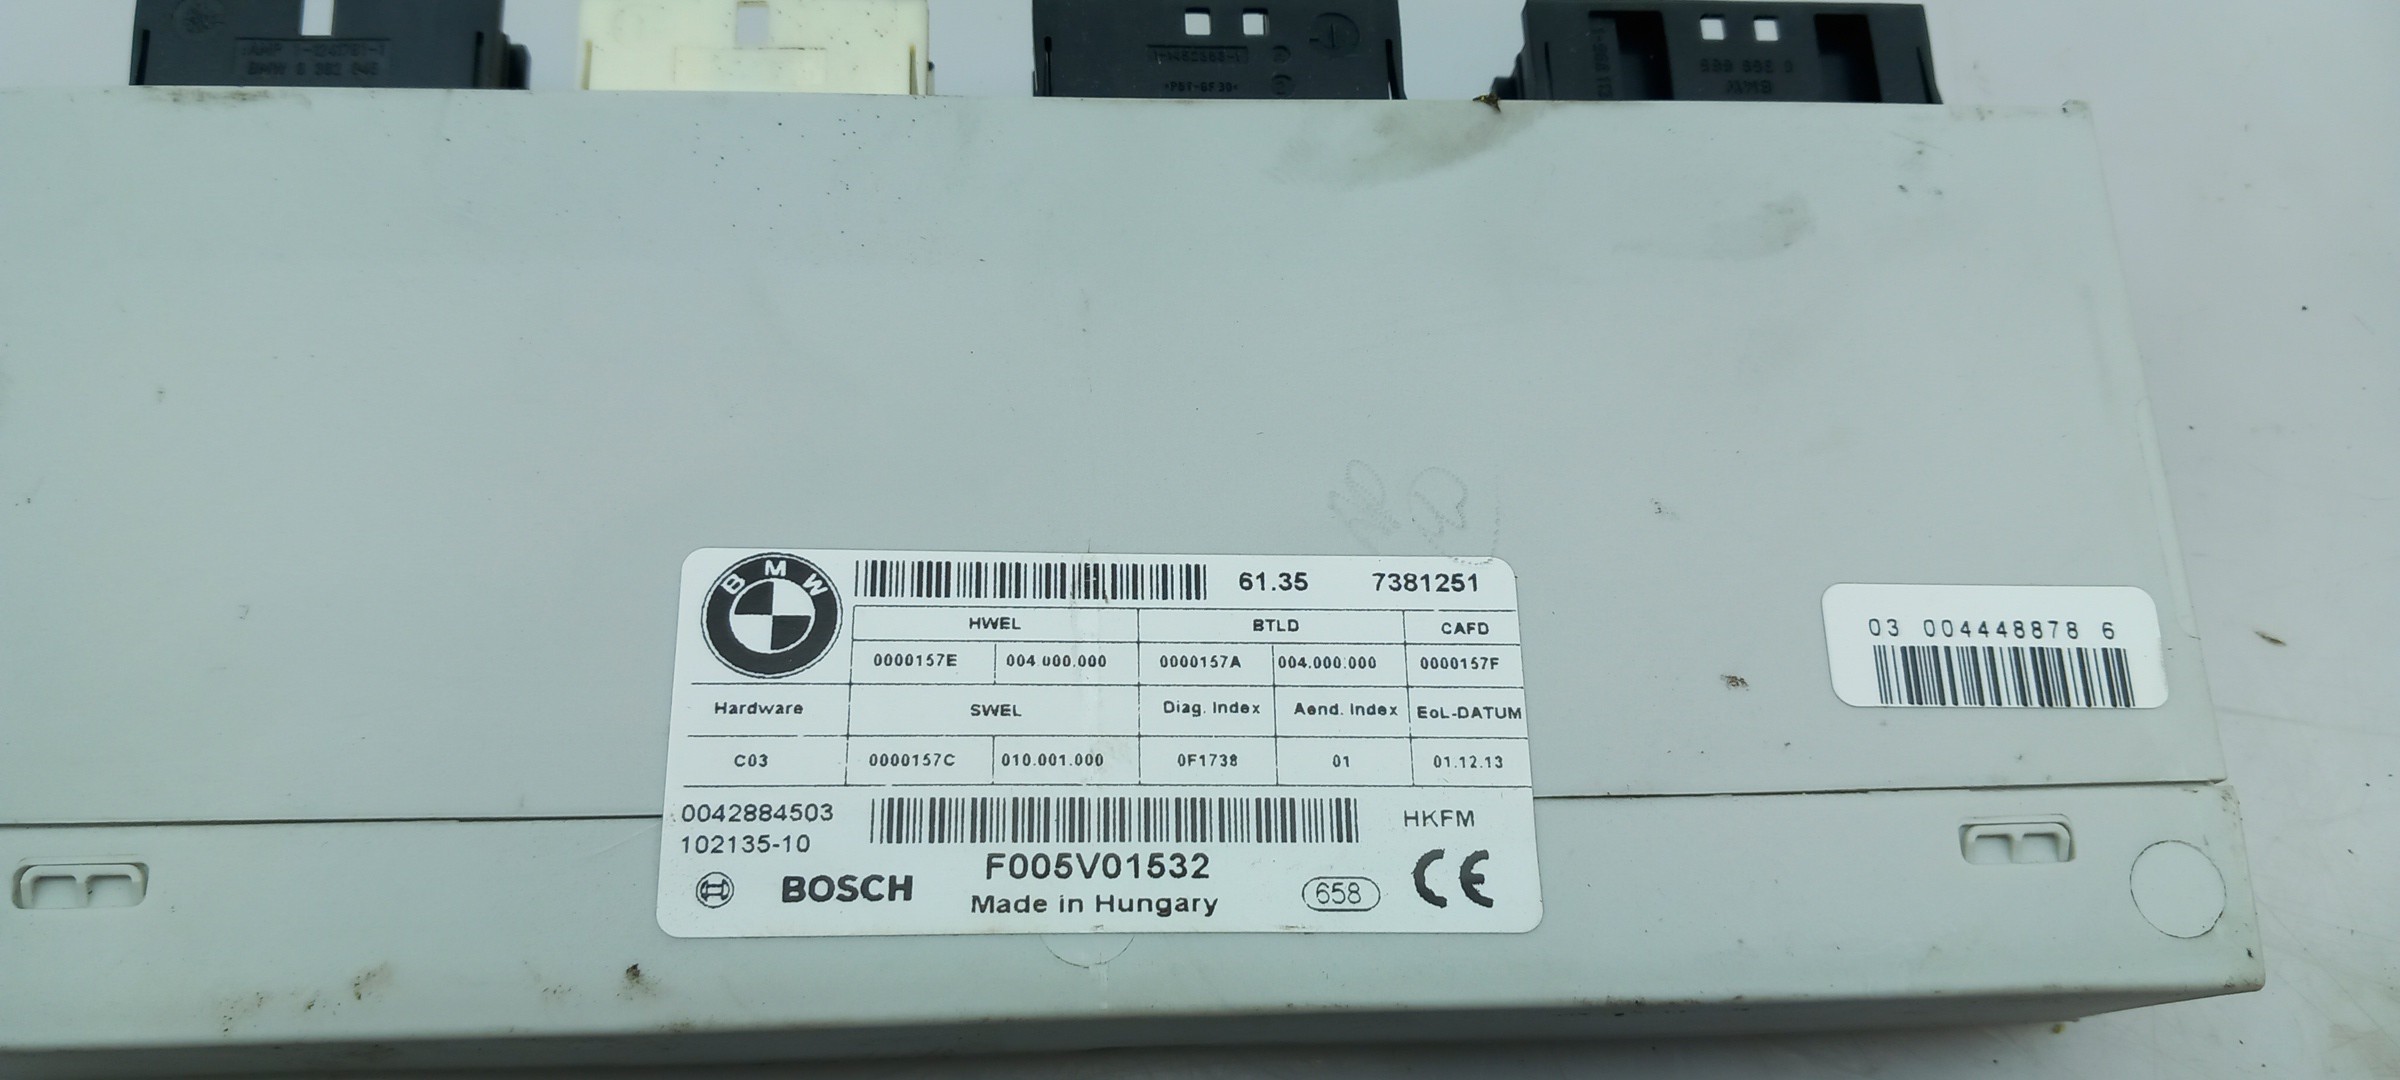 BMW
61.35 7381251
HWEL BTLD CAFD
0000157E 004.000.000 0000157A 004.000.000 0000157F
Hardware SWEL Diag. Index Aend. Index EoL-DATUM
C03 0000157C 010.001.000 0F1738 01 01.12.13
0042884503 HKFM
102135-10
F005V01532
BOSCH Made in Hungary 658 CE
03 004448878 6